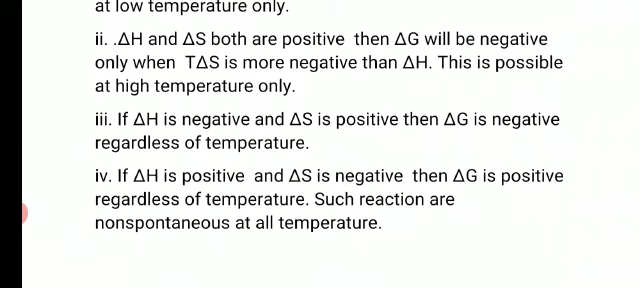 at low temperature only.
ii. .ΔH and ΔS both are positive then ΔG will be negative
only when TΔS is more negative than ΔH. This is possible
at high temperature only.
iii. If ΔH is negative and ΔS is positive then ΔG is negative
regardless of temperature.
iv. If ΔH is positive and ΔS is negative then ΔG is positive
regardless of temperature. Such reaction are
nonspontaneous at all temperature.